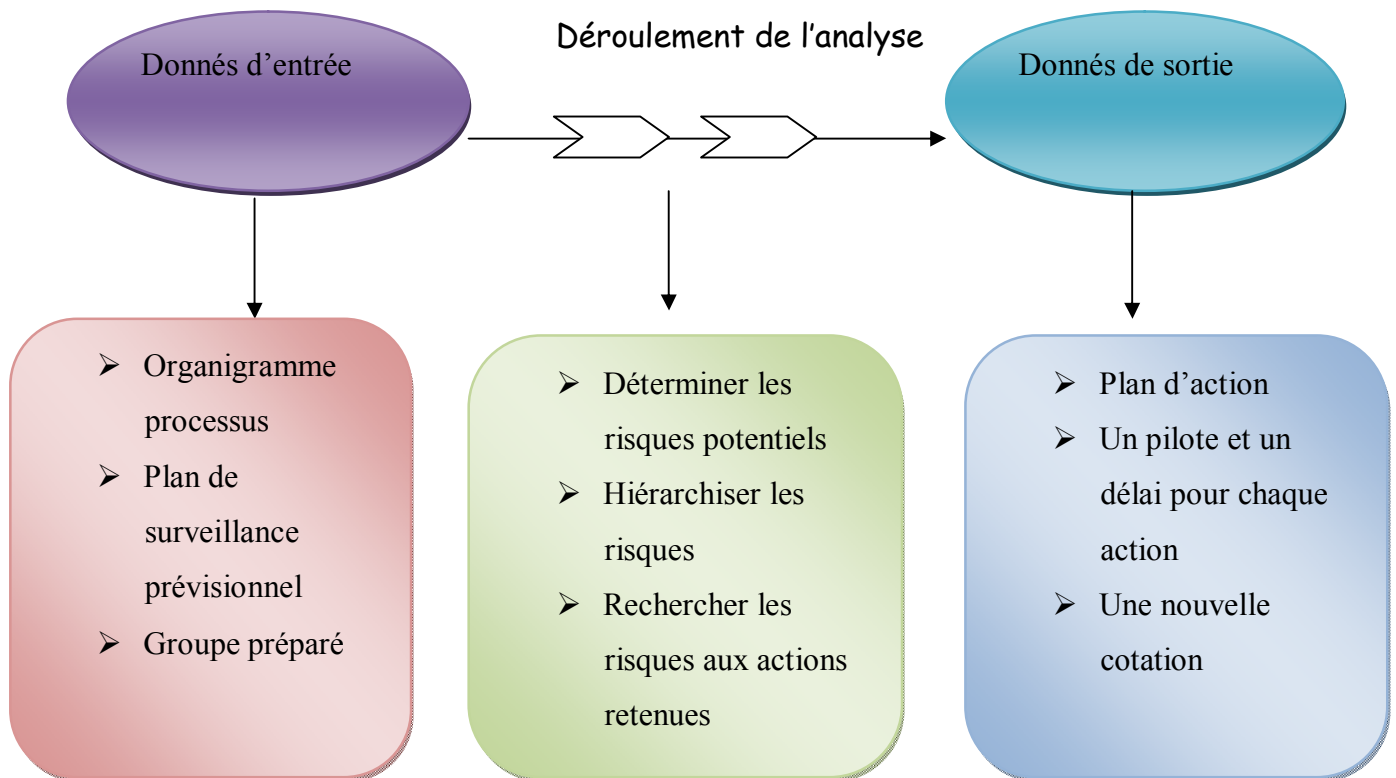 Déroulement de l'analyse
Donnés d'entrée
Donnés de sortie
➢ Organigramme
processus
➢ Plan de
surveillance
prévisionnel
➢ Groupe préparé
➢ Déterminer les
risques potentiels
➢ Hiérarchiser les
risques
➢ Rechercher les
risques aux actions
retenues
➢ Plan d'action
➢ Un pilote et un
délai pour chaque
action
➢ Une nouvelle
cotation